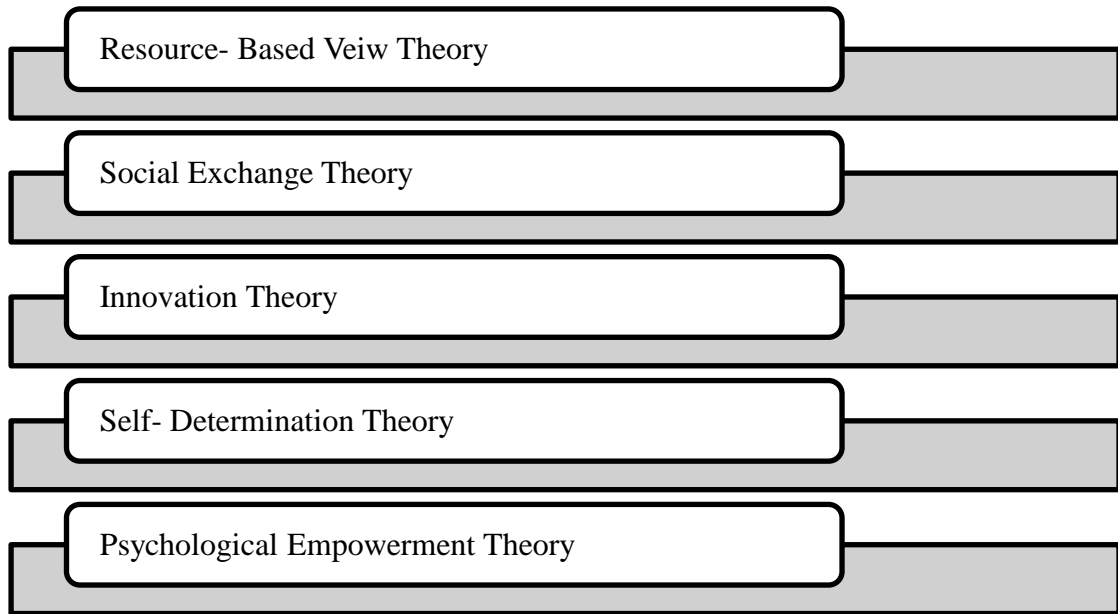 Resource- Based Veiw Theory
Social Exchange Theory
Innovation Theory
Self- Determination Theory
Psychological Empowerment Theory